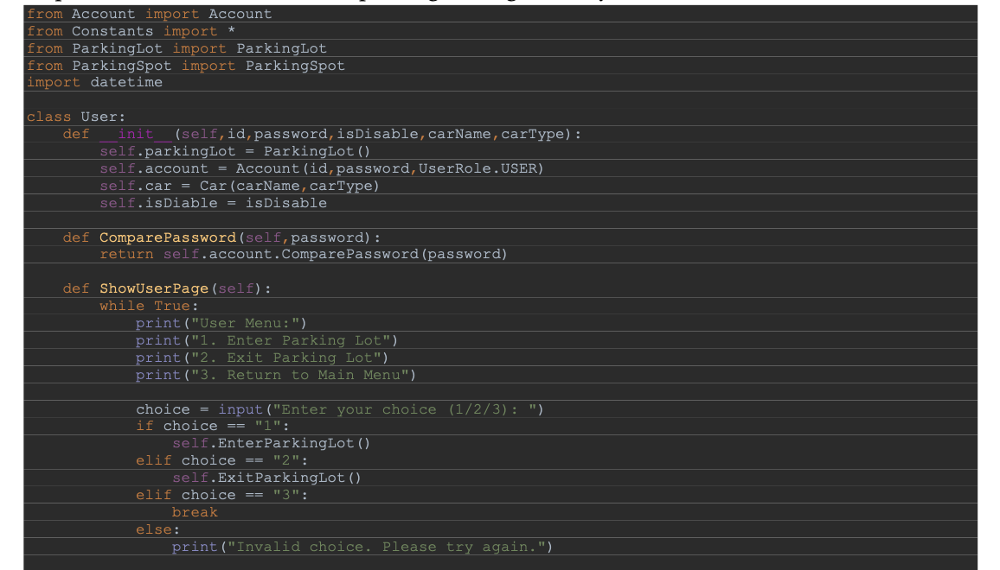 from Account import Account
from Constants import *
from ParkingLot import ParkingLot
from ParkingSpot import ParkingSpot
import datetime

class User:
    def __init__(self,id,password,isDisable,carName,carType):
        self.parkingLot = ParkingLot()
        self.account = Account(id,password,UserRole.USER)
        self.car = Car(carName,carType)
        self.isDiable = isDisable

    def ComparePassword(self,password):
        return self.account.ComparePassword(password)

    def ShowUserPage(self):
        while True:
            print("User Menu:")
            print("1. Enter Parking Lot")
            print("2. Exit Parking Lot")
            print("3. Return to Main Menu")

            choice = input("Enter your choice (1/2/3): ")
            if choice == "1":
                self.EnterParkingLot()
            elif choice == "2":
                self.ExitParkingLot()
            elif choice == "3":
                break
            else:
                print("Invalid choice. Please try again.")